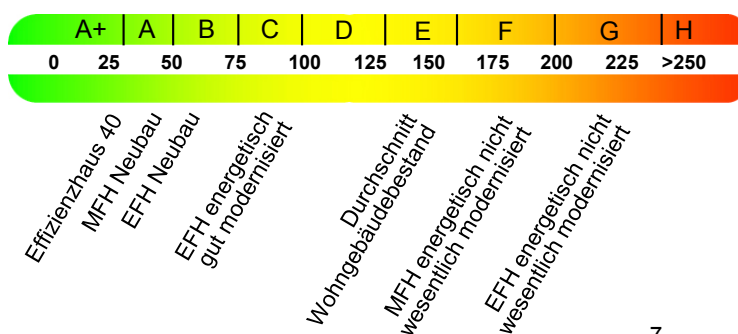 A+ A B C D E F G H
0 25 50 75 100 125 150 175 200 225 >250
Effizienzhaus 40
MFH Neubau
EFH Neubau
EFH energetisch
gut modernisiert
Durchschnitt
Wohngebäudebestand
MFH energetisch nicht
wesentlich modernisiert
EFH energetisch nicht
wesentlich modernisiert
7